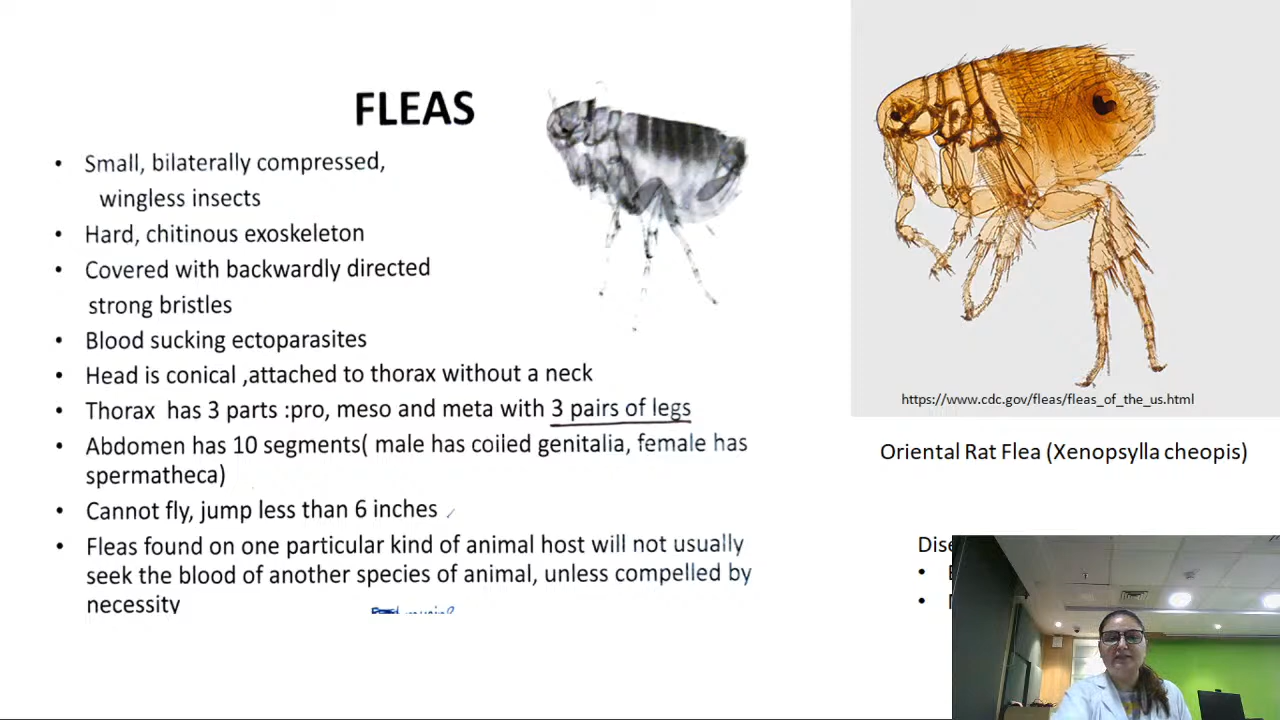 FLEAS
• Small, bilaterally compressed,
wingless insects
• Hard, chitinous exoskeleton
• Covered with backwardly directed
strong bristles
• Blood sucking ectoparasites
• Head is conical ,attached to thorax without a neck
• Thorax has 3 parts :pro, meso and meta with 3 pairs of legs
• Abdomen has 10 segments( male has coiled genitalia, female has
spermatheca)
• Cannot fly, jump less than 6 inches
• Fleas found on one particular kind of animal host will not usually
seek the blood of another species of animal, unless compelled by
necessity
https://www.cdc.gov/fleas/fleas_of_the_us.html
Oriental Rat Flea (Xenopsylla cheopis)